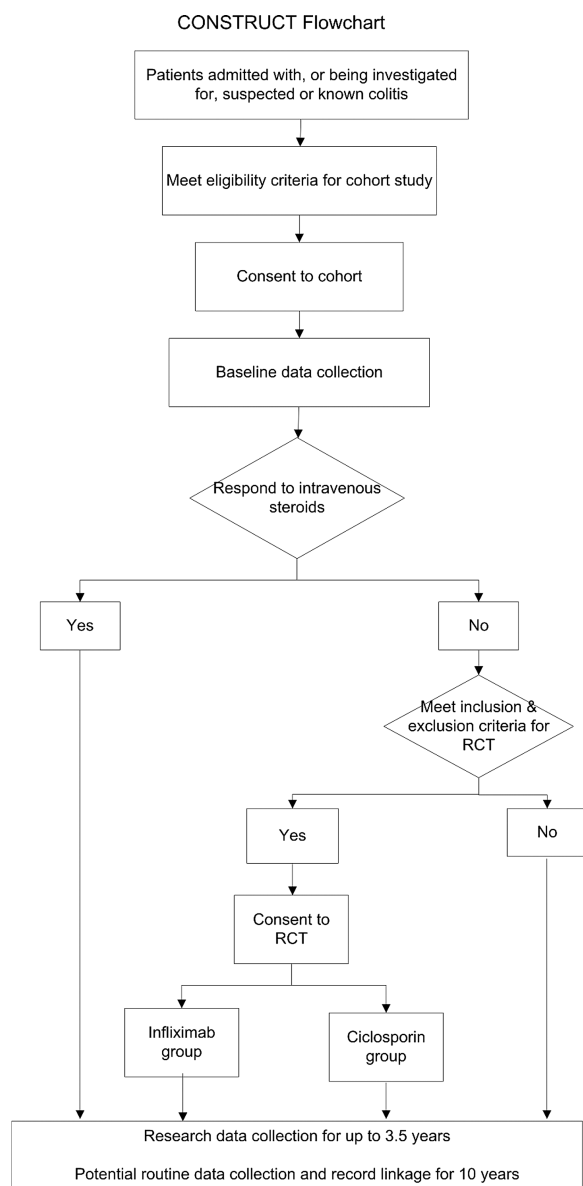 CONSTRUCT Flowchart
Patients admitted with, or being investigated
for, suspected or known colitis
Meet eligibility criteria for cohort study
Consent to cohort
Baseline data collection
Respond to intravenous
steroids
Yes
No
Meet inclusion &
exclusion criteria for
RCT
Yes
No
Consent to
RCT
Infliximab
group
Ciclosporin
group
Research data collection for up to 3.5 years
Potential routine data collection and record linkage for 10 years